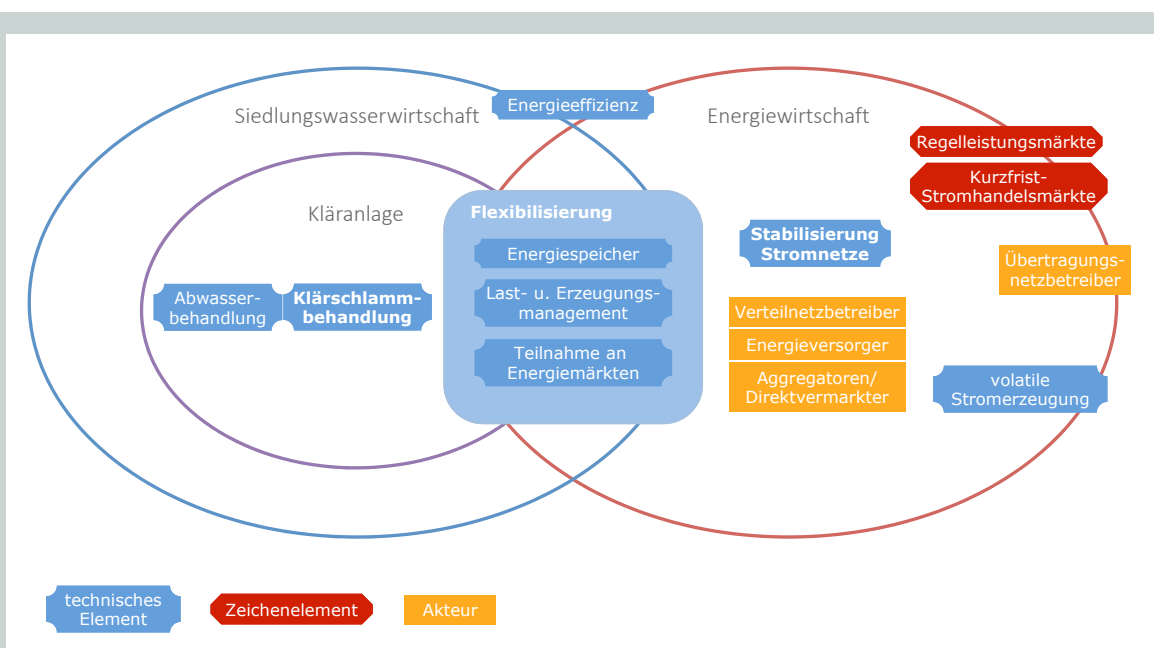 Siedlungswasserwirtschaft
Energieeffizienz
Energiewirtschaft
Regelleistungsmärkte
Kurzfrist-
Stromhandelsmärkte
Kläranlage
Flexibilisierung
Energiespeicher
Last- u. Erzeugungs-
management
Teilnahme an
Energiemärkten
Abwasser-
behandlung
Klärschlamm-
behandlung
Stabilisierung
Stromnetze
Übertragungs-
netzbetreiber
Verteilnetzbetreiber
Energieversorger
Aggregatoren/
Direktvermarkter
volatile
Stromerzeugung
technisches
Element
Zeichenelement
Akteur